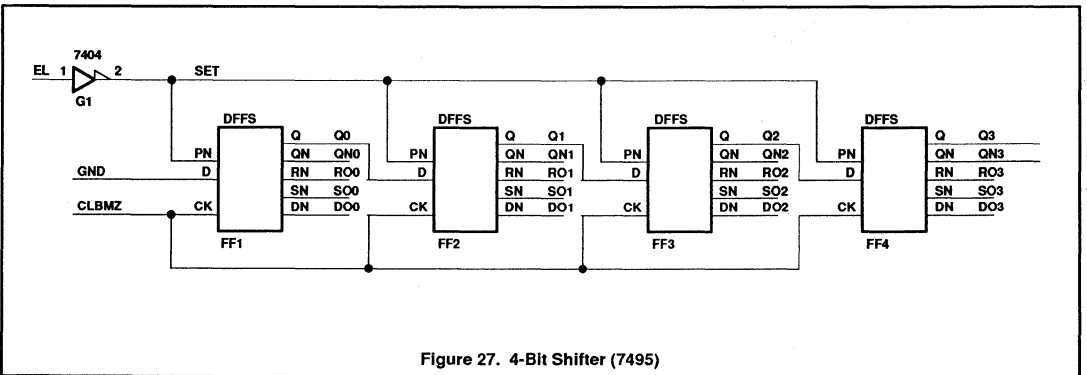 7404
EL 1 2 SET
G1
DFFS DFFS DFFS DFFS
Q Q0 Q Q1 Q Q2 Q Q3
PN QN QN0 PN QN QN1 PN QN QN2 PN QN QN3
GND D RN RO0 D RN RO1 D RN RO2 D RN RO3
SN SO0 SN SO1 SN SO2 SN SO3
CLBMZ CK DN DO0 CK DN DO1 CK DN DO2 CK DN DO3
FF1 FF2 FF3 FF4
Figure 27. 4-Bit Shifter (7495)